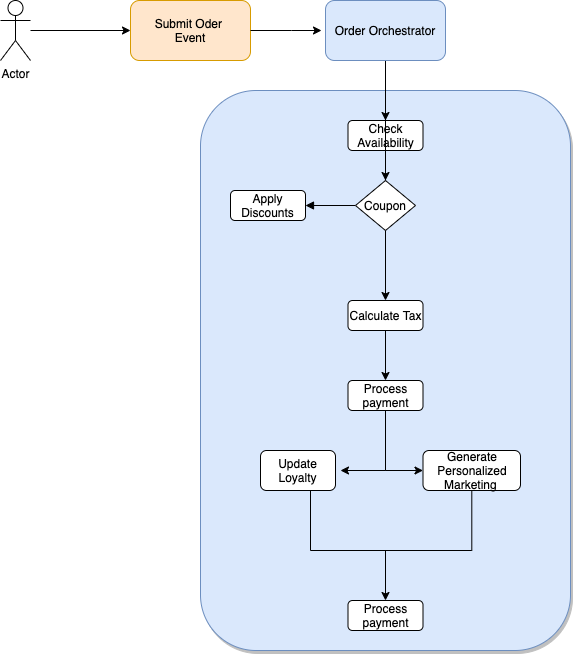 Submit Oder
Event
Order Orchestrator
Actor
Check
Availability
Apply
Discounts
Coupon
Calculate Tax
Process
payment
Update
Loyalty
Generate
Personalized
Marketing
Process
payment